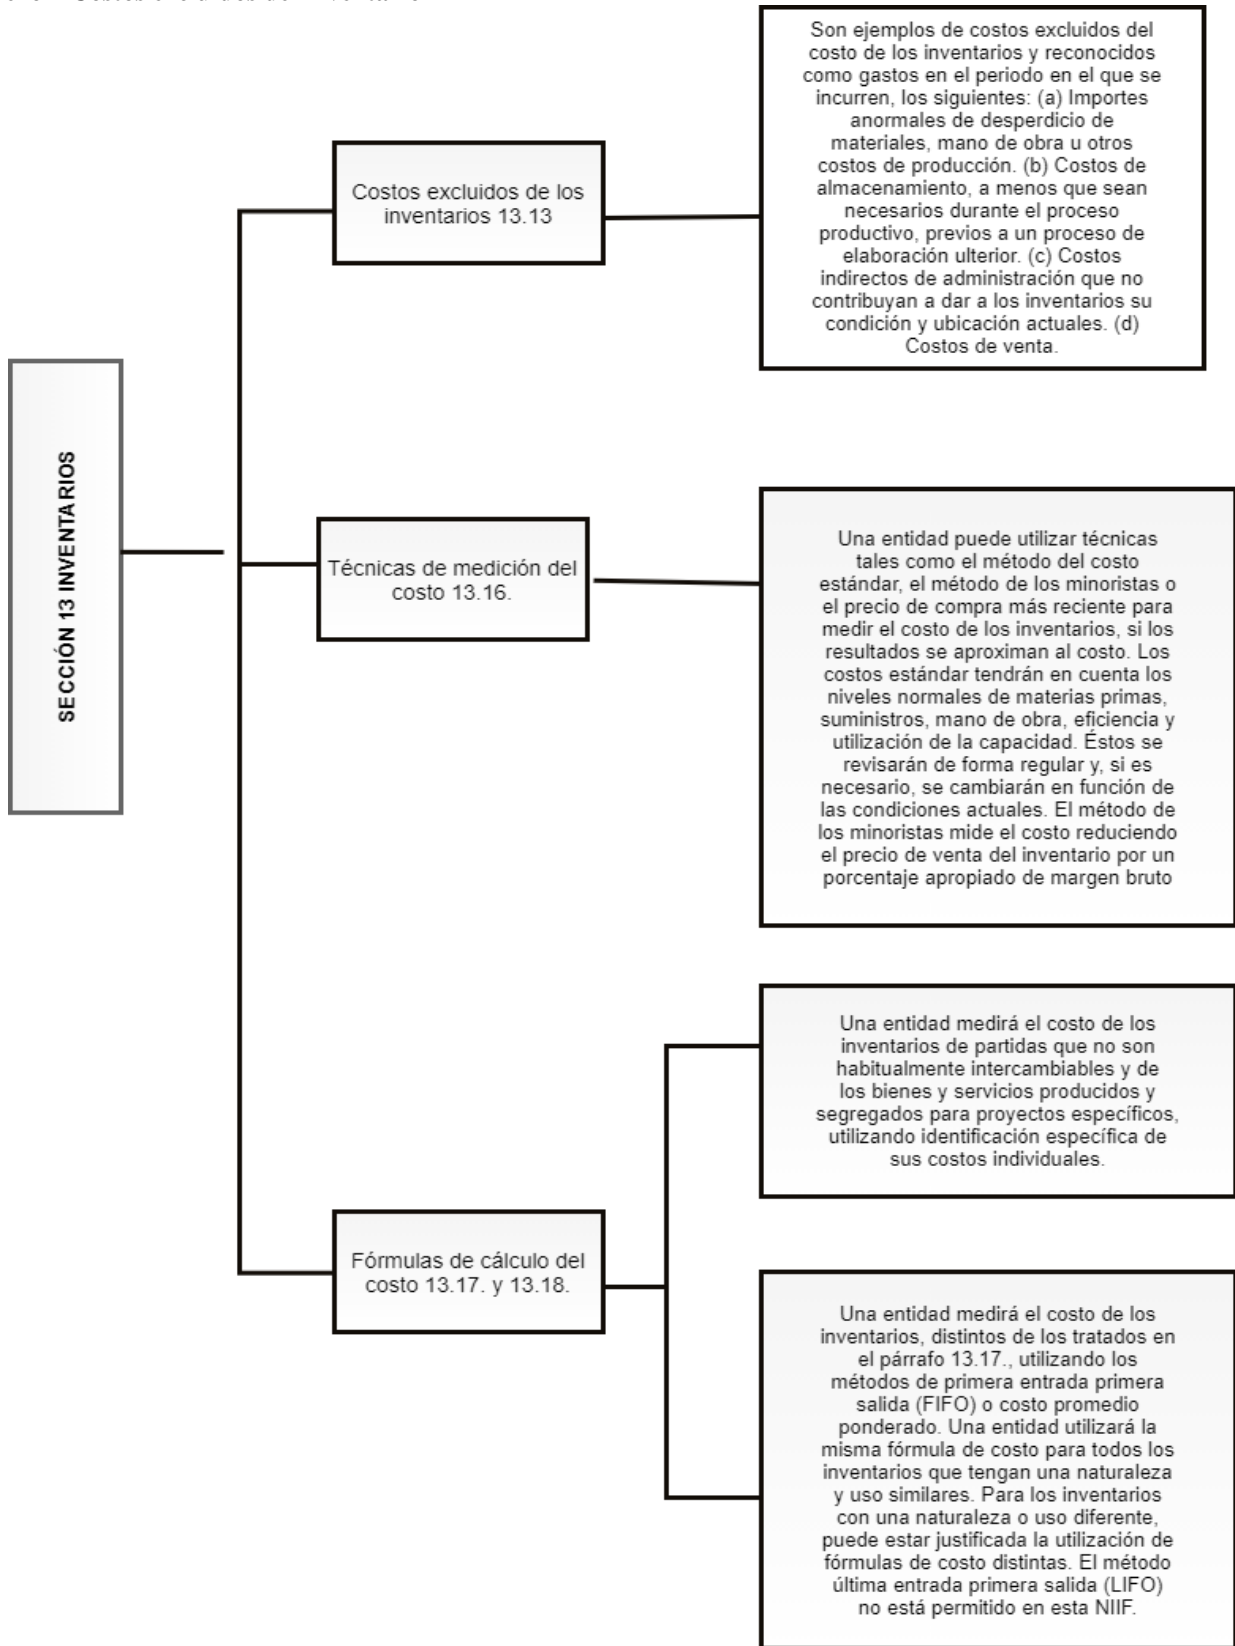 SECCIÓN 13 INVENTARIOS
Costos excluidos de los
inventarios 13.13
Son ejemplos de costos excluidos del
costo de los inventarios y reconocidos
como gastos en el periodo en el que se
incurren, los siguientes: (a) Importes
anormales de desperdicio de
materiales, mano de obra u otros
costos de producción. (b) Costos de
almacenamiento, a menos que sean
necesarios durante el proceso
productivo, previos a un proceso de
elaboración ulterior. (c) Costos
indirectos de administración que no
contribuyan a dar a los inventarios su
condición y ubicación actuales. (d)
Costos de venta.
Técnicas de medición del
costo 13.16.
Una entidad puede utilizar técnicas
tales como el método del costo
estándar, el método de los minoristas o
el precio de compra más reciente para
medir el costo de los inventarios, si los
resultados se aproximan al costo. Los
costos estándar tendrán en cuenta los
niveles normales de materias primas,
suministros, mano de obra, eficiencia y
utilización de la capacidad. Éstos se
revisarán de forma regular y, si es
necesario, se cambiarán en función de
las condiciones actuales. El método de
los minoristas mide el costo reduciendo
el precio de venta del inventario por un
porcentaje apropiado de margen bruto
Fórmulas de cálculo del
costo 13.17. y 13.18.
Una entidad medirá el costo de los
inventarios de partidas que no son
habitualmente intercambiables y de
los bienes y servicios producidos y
segregados para proyectos específicos,
utilizando identificación específica de
sus costos individuales.
Una entidad medirá el costo de los
inventarios, distintos de los tratados en
el párrafo 13.17., utilizando los
métodos de primera entrada primera
salida (FIFO) o costo promedio
ponderado. Una entidad utilizará la
misma fórmula de costo para todos los
inventarios que tengan una naturaleza
y uso similares. Para los inventarios
con una naturaleza o uso diferente,
puede estar justificada la utilización de
fórmulas de costo distintas. El método
última entrada primera salida (LIFO)
no está permitido en esta NIIF.